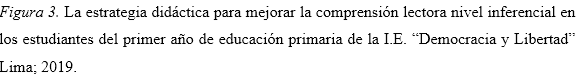 Figura 3. La estrategia didáctica para mejorar la comprensión lectora nivel inferencial en
los estudiantes del primer año de educación primaria de la I.E. “Democracia y Libertad”
Lima; 2019.